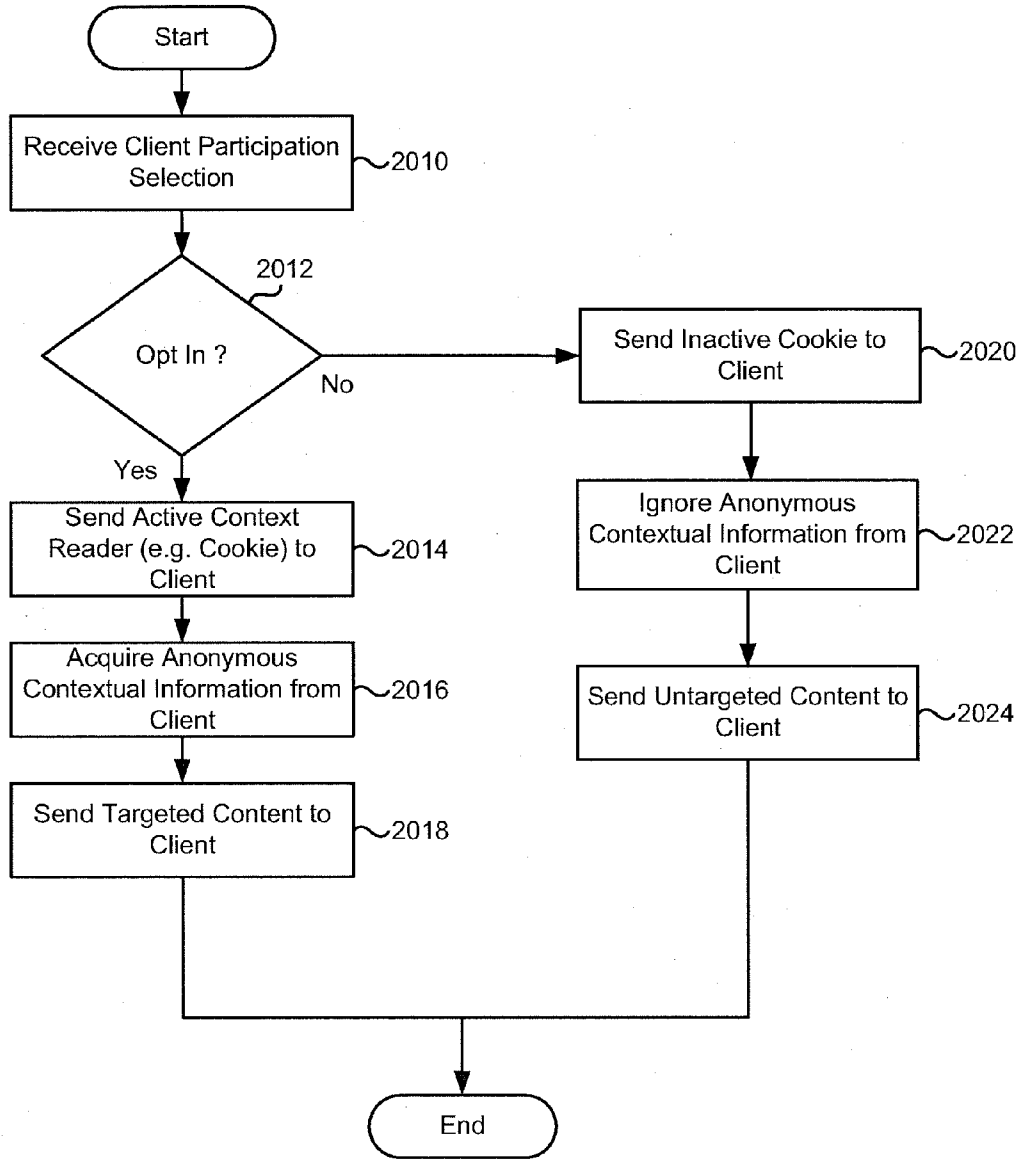 Start
Receive Client Participation
Selection
2010
2012
Opt In ?
No
Yes
Send Active Context
Reader (e.g. Cookie) to
Client
2014
Acquire Anonymous
Contextual Information from
Client
2016
Send Targeted Content to
Client
2018
Send Inactive Cookie to
Client
2020
Ignore Anonymous
Contextual Information from
Client
2022
Send Untargeted Content to
Client
2024
End